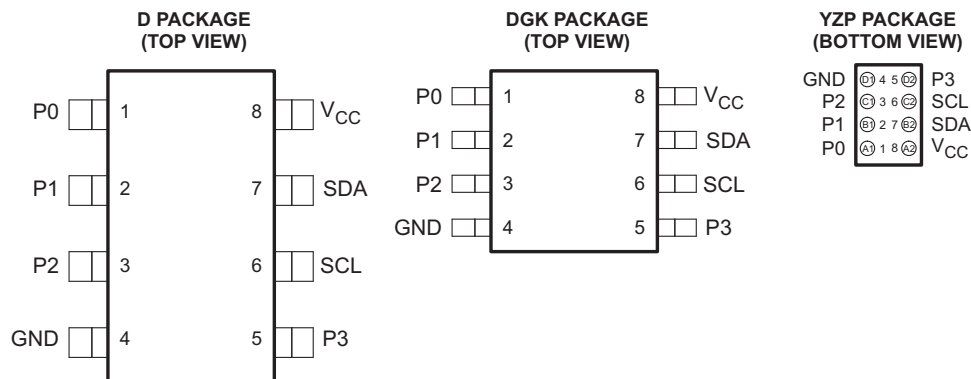 D PACKAGE
(TOP VIEW)
P0 1 8 VCC
P1 2 7 SDA
P2 3 6 SCL
GND 4 5 P3
DGK PACKAGE
(TOP VIEW)
P0 1 8 VCC
P1 2 7 SDA
P2 3 6 SCL
GND 4 5 P3
YZP PACKAGE
(BOTTOM VIEW)
GND D1 4 5 D2 P3
P2 C1 3 6 C2 SCL
P1 B1 2 7 B2 SDA
P0 A1 1 8 A2 VCC